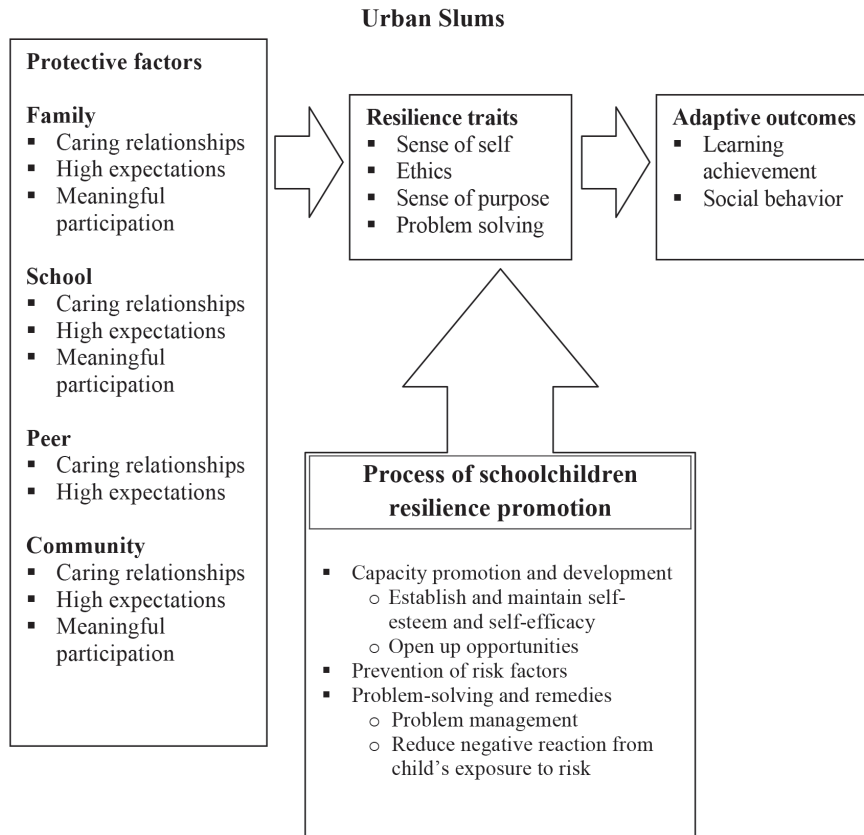 Urban Slums
Protective factors
Family
▪ Caring relationships
▪ High expectations
▪ Meaningful
participation
School
▪ Caring relationships
▪ High expectations
▪ Meaningful
participation
Peer
▪ Caring relationships
▪ High expectations
Community
▪ Caring relationships
▪ High expectations
▪ Meaningful
participation
Resilience traits
▪ Sense of self
▪ Ethics
▪ Sense of purpose
▪ Problem solving
Adaptive outcomes
▪ Learning
achievement
▪ Social behavior
Process of schoolchildren
resilience promotion
▪ Capacity promotion and development
o Establish and maintain self-
esteem and self-efficacy
o Open up opportunities
▪ Prevention of risk factors
▪ Problem-solving and remedies
o Problem management
o Reduce negative reaction from
child’s exposure to risk